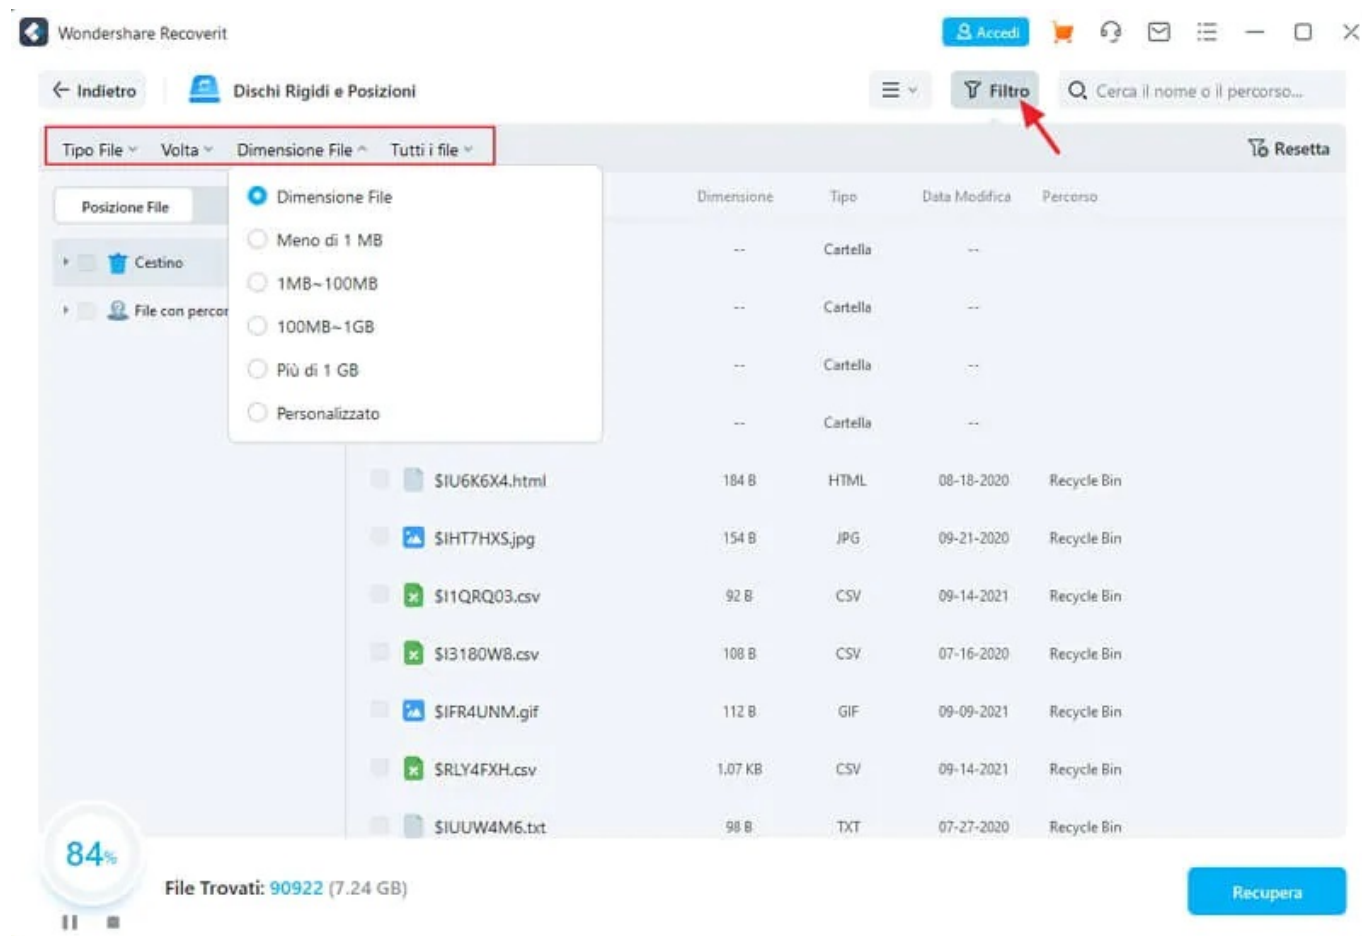 Wondershare Recoverit
Accedi
Indietro
Dischi Rigidi e Posizioni
Filtro
Cerca il nome o il percorso...
Tipo File Volta Dimensione File Tutti i file
Resetta
Posizione File
Dimensione File
Meno di 1 MB
1MB~100MB
100MB~1GB
Più di 1 GB
Personalizzato
Cestino
File con percor
Dimensione Tipo Data Modifica Percorso
-- Cartella --
-- Cartella --
-- Cartella --
-- Cartella --
$IU6K6X4.html 184 B HTML 08-18-2020 Recycle Bin
$IHT7HXS.jpg 154 B JPG 09-21-2020 Recycle Bin
$I1QRQ03.csv 92 B CSV 09-14-2021 Recycle Bin
$I3180W8.csv 108 B CSV 07-16-2020 Recycle Bin
$IFR4UNM.gif 112 B GIF 09-09-2021 Recycle Bin
$RLY4FXH.csv 1.07 KB CSV 09-14-2021 Recycle Bin
$IUUW4M6.txt 98 B TXT 07-27-2020 Recycle Bin
84%
File Trovati: 90922 (7.24 GB)
Recupera